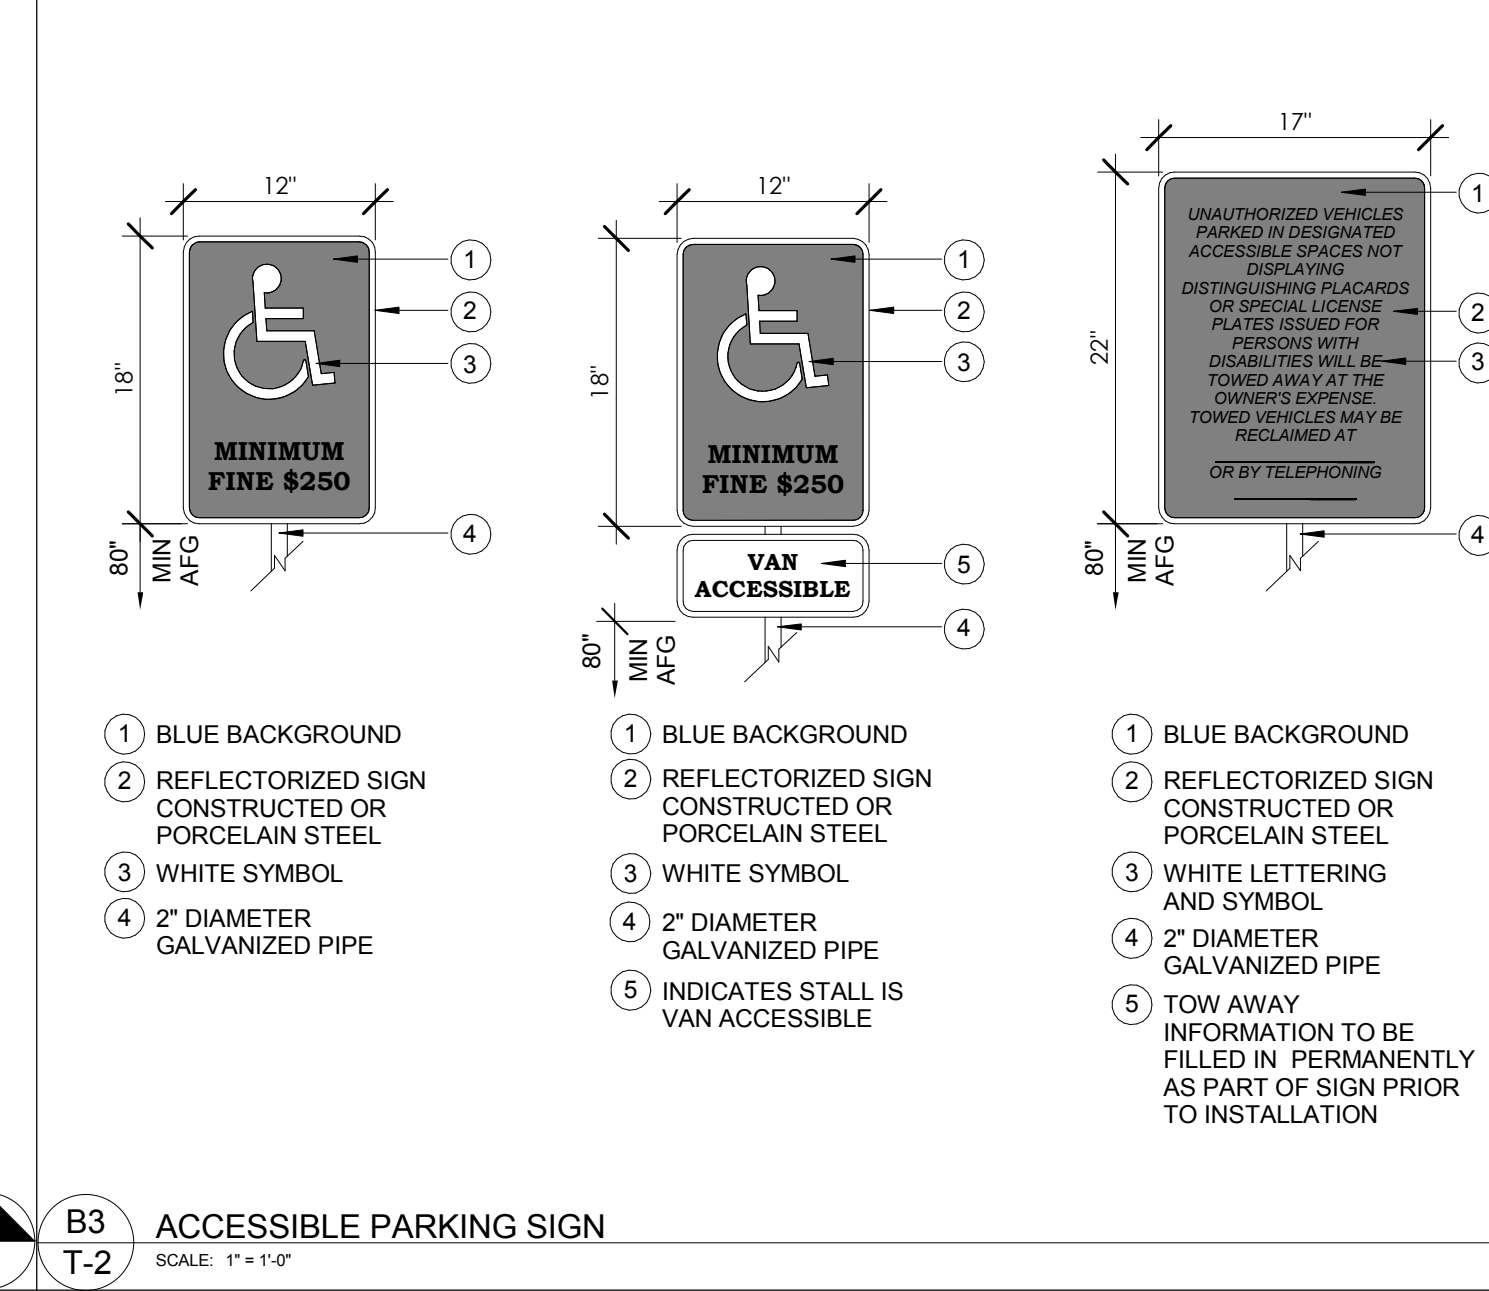 12"
18"
MINIMUM
FINE $250
1
2
3
4
80"
MIN
AFG
1 BLUE BACKGROUND
2 REFLECTORIZED SIGN
CONSTRUCTED OR
PORCELAIN STEEL
3 WHITE SYMBOL
4 2" DIAMETER
GALVANIZED PIPE
12"
18"
MINIMUM
FINE $250
VAN
ACCESSIBLE
1
2
3
5
4
80"
MIN
AFG
1 BLUE BACKGROUND
2 REFLECTORIZED SIGN
CONSTRUCTED OR
PORCELAIN STEEL
3 WHITE SYMBOL
4 2" DIAMETER
GALVANIZED PIPE
5 INDICATES STALL IS
VAN ACCESSIBLE
17"
22"
UNAUTHORIZED VEHICLES
PARKED IN DESIGNATED
ACCESSIBLE SPACES NOT
DISPLAYING
DISTINGUISHING PLACARDS
OR SPECIAL LICENSE
PLATES ISSUED FOR
PERSONS WITH
DISABILITIES WILL BE
TOWED AWAY AT THE
OWNER'S EXPENSE.
TOWED VEHICLES MAY BE
RECLAIMED AT
OR BY TELEPHONING
1
2
3
4
80"
MIN
AFG
1 BLUE BACKGROUND
2 REFLECTORIZED SIGN
CONSTRUCTED OR
PORCELAIN STEEL
3 WHITE LETTERING
AND SYMBOL
4 2" DIAMETER
GALVANIZED PIPE
5 TOW AWAY
INFORMATION TO BE
FILLED IN PERMANENTLY
AS PART OF SIGN PRIOR
TO INSTALLATION
B3
T-2
ACCESSIBLE PARKING SIGN
SCALE: 1" = 1'-0"